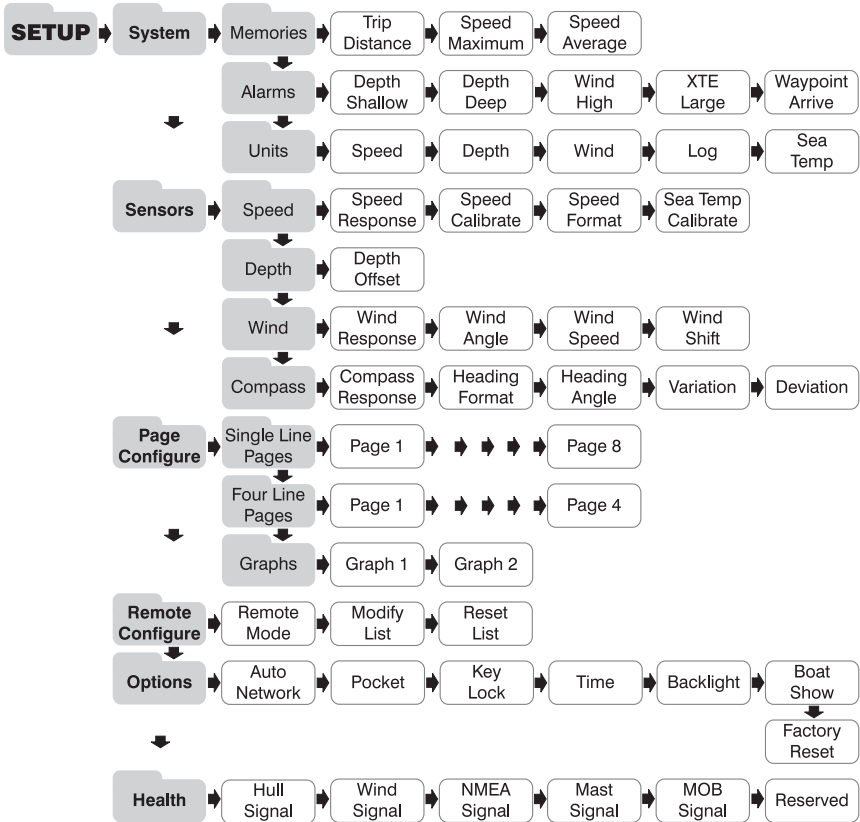 SETUP
System
Memories
Trip
Distance
Speed
Maximum
Speed
Average
Alarms
Depth
Shallow
Depth
Deep
Wind
High
XTE
Large
Waypoint
Arrive
Units
Speed
Depth
Wind
Log
Sea
Temp
Sensors
Speed
Speed
Response
Speed
Calibrate
Speed
Format
Sea Temp
Calibrate
Depth
Depth
Offset
Wind
Wind
Response
Wind
Angle
Wind
Speed
Wind
Shift
Compass
Compass
Response
Heading
Format
Heading
Angle
Variation
Deviation
Page
Configure
Single Line
Pages
Page 1
Page 8
Four Line
Pages
Page 1
Page 4
Graphs
Graph 1
Graph 2
Remote
Configure
Remote
Mode
Modify
List
Reset
List
Options
Auto
Network
Pocket
Key
Lock
Time
Backlight
Boat
Show
Factory
Reset
Health
Hull
Signal
Wind
Signal
NMEA
Signal
Mast
Signal
MOB
Signal
Reserved